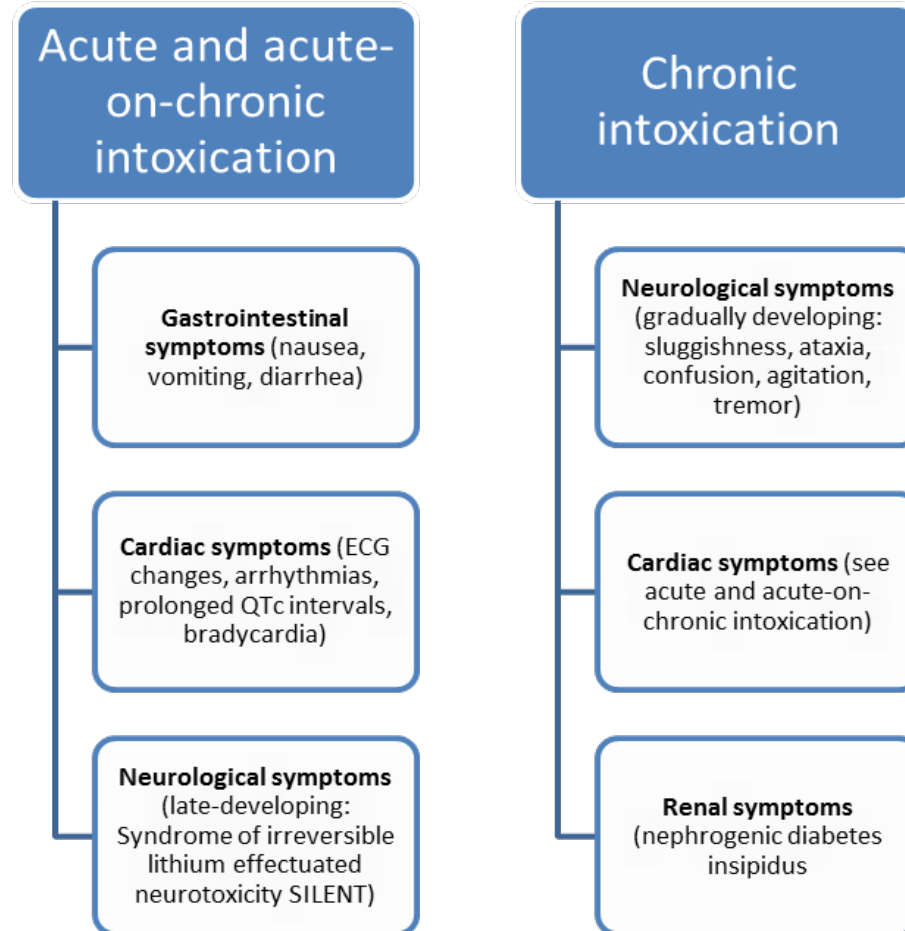 Acute and acute-
on-chronic
intoxication
Gastrointestinal
symptoms (nausea,
vomiting, diarrhea)
Cardiac symptoms (ECG
changes, arrhythmias,
prolonged QTc intervals,
bradycardia)
Neurological symptoms
(late-developing:
Syndrome of irreversible
lithium effectuated
neurotoxicity SILENT)
Chronic
intoxication
Neurological symptoms
(gradually developing:
sluggishness, ataxia,
confusion, agitation,
tremor)
Cardiac symptoms (see
acute and acute-on-
chronic intoxication)
Renal symptoms
(nephrogenic diabetes
insipidus